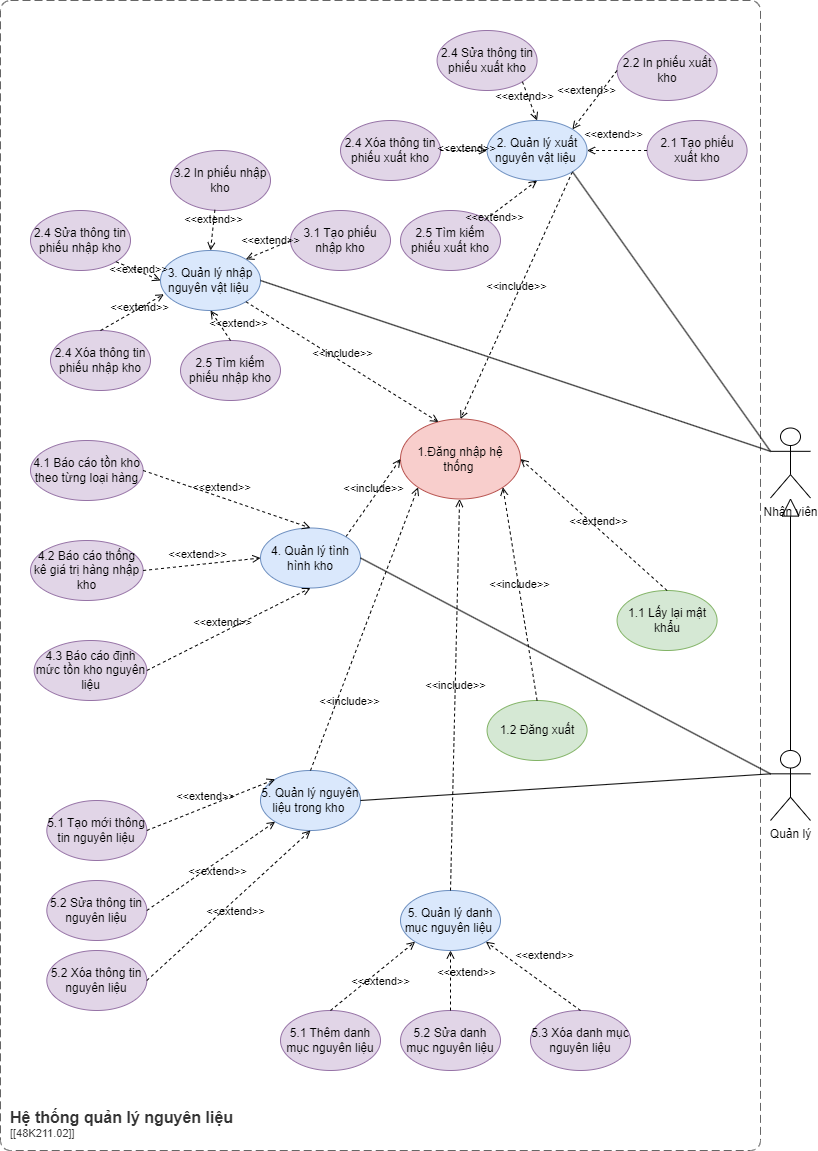 2.4 Sửa thông tin
phiếu xuất kho
2.2 In phiếu xuất
kho
<<extend>>
<<extend>>
2.4 Xóa thông tin
phiếu xuất kho
<<extend>>
2. Quản lý xuất
nguyên vật liệu
<<extend>>
2.1 Tạo phiếu
xuất kho
3.2 In phiếu nhập
kho
<<extend>>
2.5 Tìm kiếm
phiếu xuất kho
<<extend>>
2.4 Sửa thông tin
phiếu nhập kho
3.1 Tạo phiếu
nhập kho
<<extend>>
<<extend>>
3. Quản lý nhập
nguyên vật liệu
<<include>>
<<extend>>
<<extend>>
2.4 Xóa thông tin
phiếu nhập kho
2.5 Tìm kiếm
phiếu nhập kho
<<include>>
1.Đăng nhập hệ
thống
4.1 Báo cáo tồn kho
theo từng loại hàng
<<extend>>
<<include>>
Nhân viên
<<extend>>
4. Quản lý tình
hình kho
4.2 Báo cáo thống
kê giá trị hàng nhập
kho
<<extend>>
<<include>>
<<extend>>
1.1 Lấy lại mật
khẩu
4.3 Báo cáo định
mức tồn kho nguyên
liệu
<<include>>
<<include>>
1.2 Đăng xuất
<<extend>>
5. Quản lý nguyên
liệu trong kho
5.1 Tạo mới thông
tin nguyên liệu
Quản lý
<<extend>>
5.2 Sửa thông tin
nguyên liệu
<<extend>>
5. Quản lý danh
mục nguyên liệu
5.2 Xóa thông tin
nguyên liệu
<<extend>>
<<extend>>
<<extend>>
5.1 Thêm danh
mục nguyên liệu
5.2 Sửa danh
mục nguyên liệu
5.3 Xóa danh mục
nguyên liệu
Hệ thống quản lý nguyên liệu
[[48K211.02]]